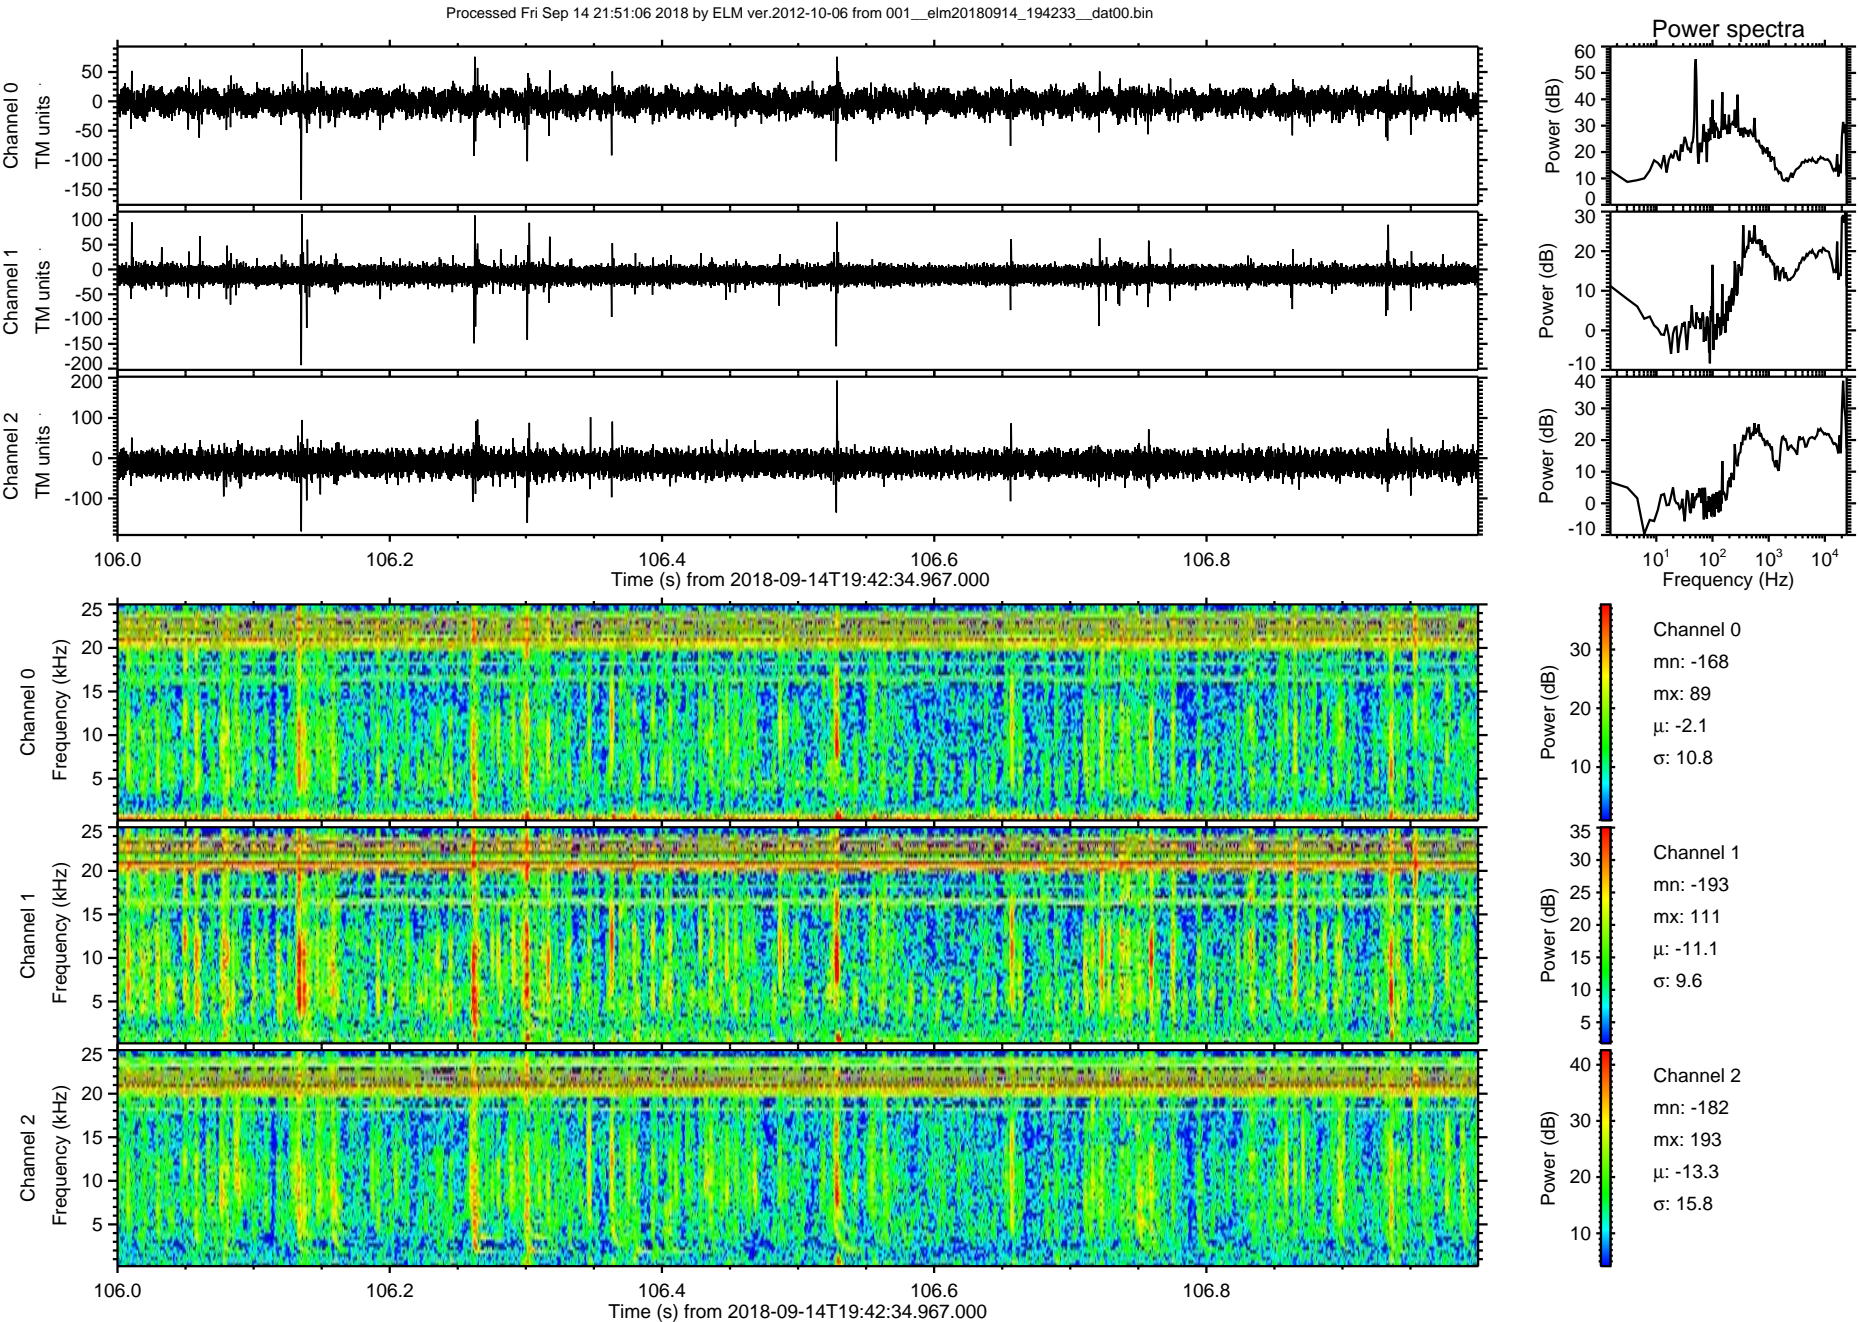 Processed Fri Sep 14 21:51:06 2018 by ELM ver.2012-10-06 from 001__elm20180914_194233__dat00.bin
Power spectra
Channel 0
TM units
50
0
-50
-100
-150
Power (dB)
60
50
40
30
20
10
0
Channel 1
TM units
100
50
0
-50
-100
-150
-200
Power (dB)
30
20
10
0
-10
Channel 2
TM units
200
100
0
-100
Power (dB)
40
30
20
10
0
-10
106.0 106.2 106.4 106.6 106.8
Time (s) from 2018-09-14T19:42:34.967.000
10^1 10^2 10^3 10^4
Frequency (Hz)
Channel 0
Frequency (kHz)
25
20
15
10
5
Power (dB)
30
20
10
Channel 0
mn: -168
mx: 89
μ: -2.1
σ: 10.8
Channel 1
Frequency (kHz)
25
20
15
10
5
Power (dB)
35
30
25
20
15
10
5
Channel 1
mn: -193
mx: 111
μ: -11.1
σ: 9.6
Channel 2
Frequency (kHz)
25
20
15
10
5
Power (dB)
40
30
20
10
Channel 2
mn: -182
mx: 193
μ: -13.3
σ: 15.8
106.0 106.2 106.4 106.6 106.8
Time (s) from 2018-09-14T19:42:34.967.000